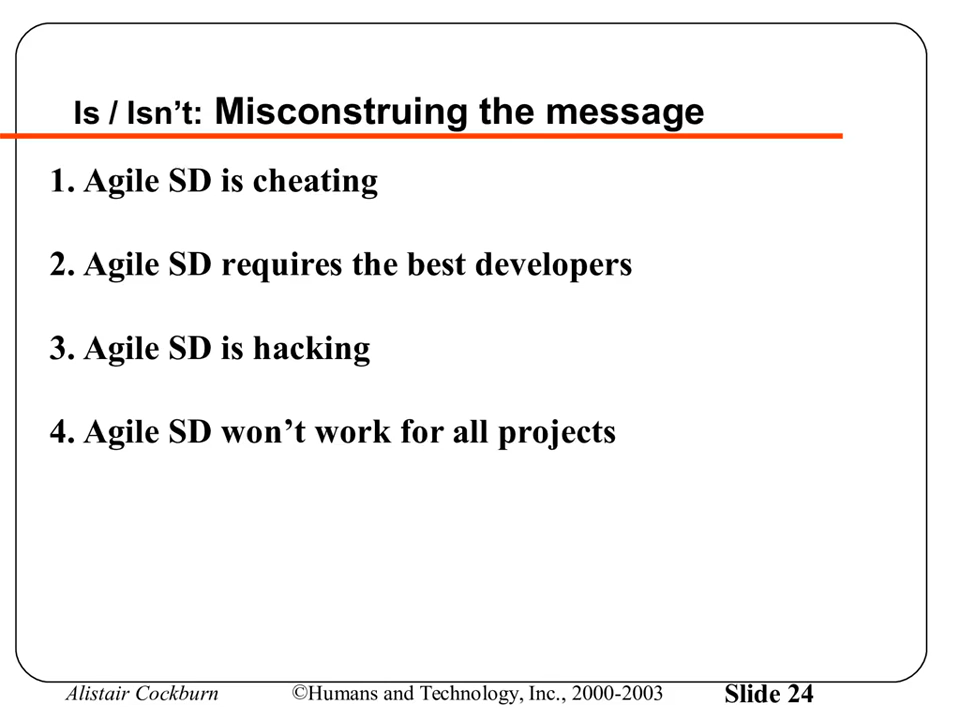 Is / Isn’t: Misconstruing the message
1. Agile SD is cheating
2. Agile SD requires the best developers
3. Agile SD is hacking
4. Agile SD won’t work for all projects
Alistair Cockburn ©Humans and Technology, Inc., 2000-2003 Slide 24